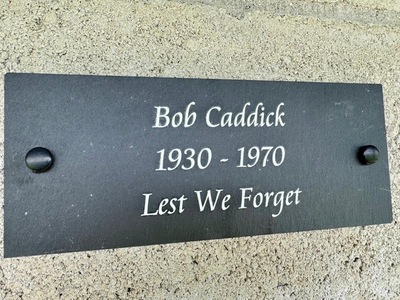 Bob Caddick
1930 - 1970
Lest We Forget